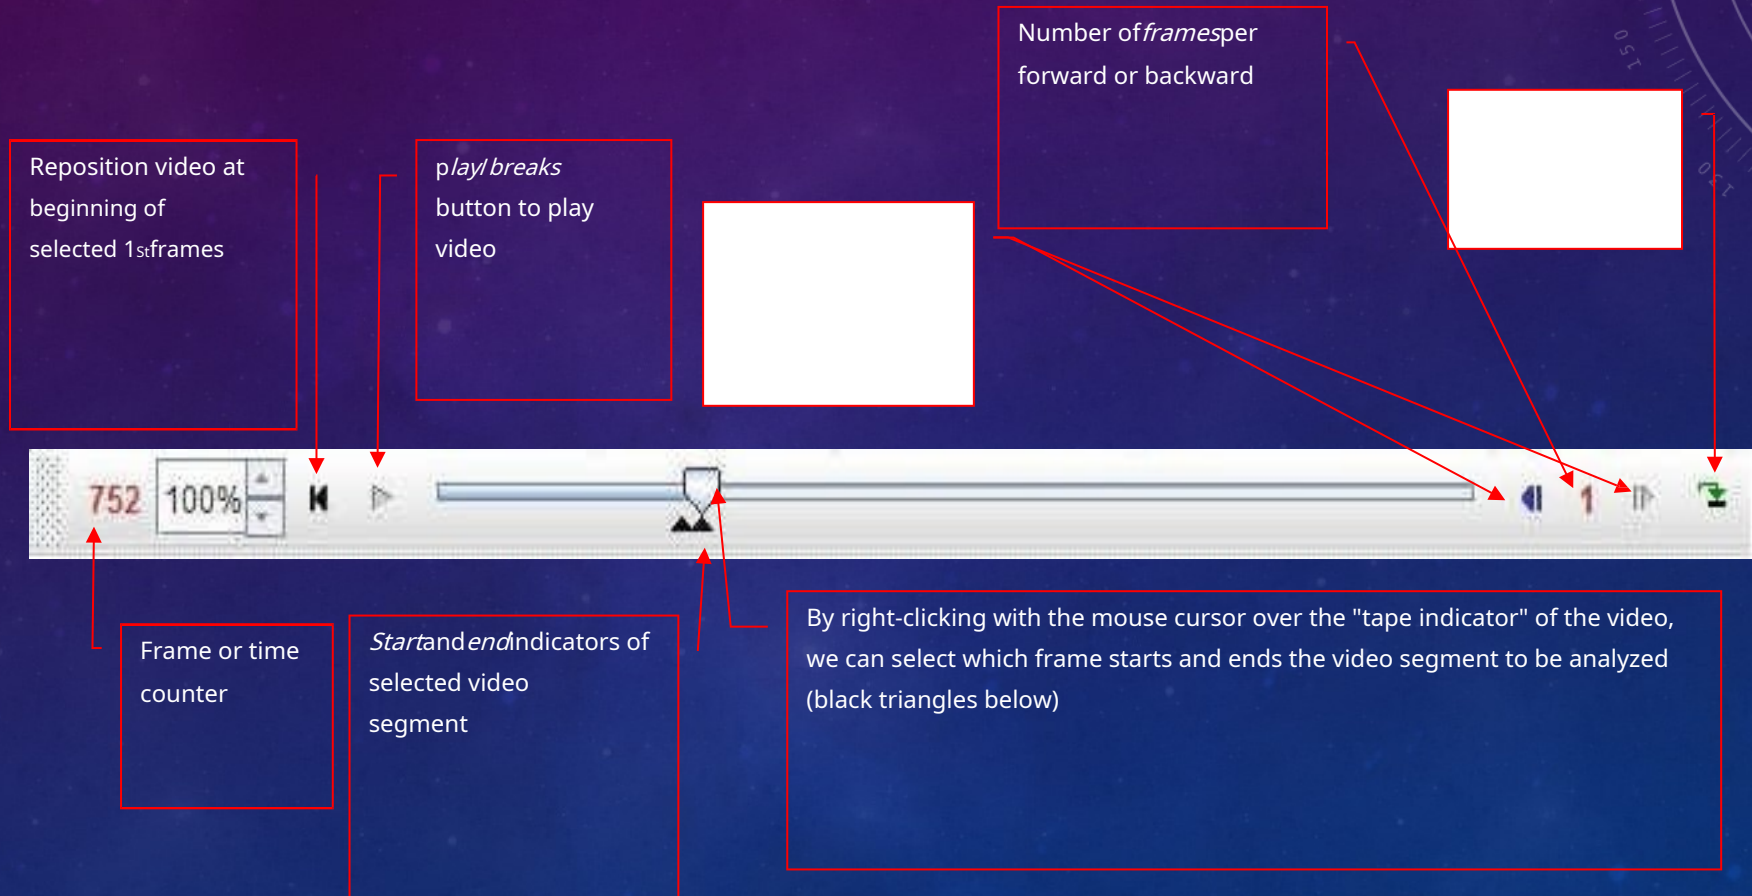 Number of frames per
forward or backward
150
130
Reposition video at
beginning of
selected 1st frames
play/breaks
button to play
video
752
100%
1
Frame or time
counter
Start and end indicators of
selected video
segment
By right-clicking with the mouse cursor over the "tape indicator" of the video,
we can select which frame starts and ends the video segment to be analyzed
(black triangles below)